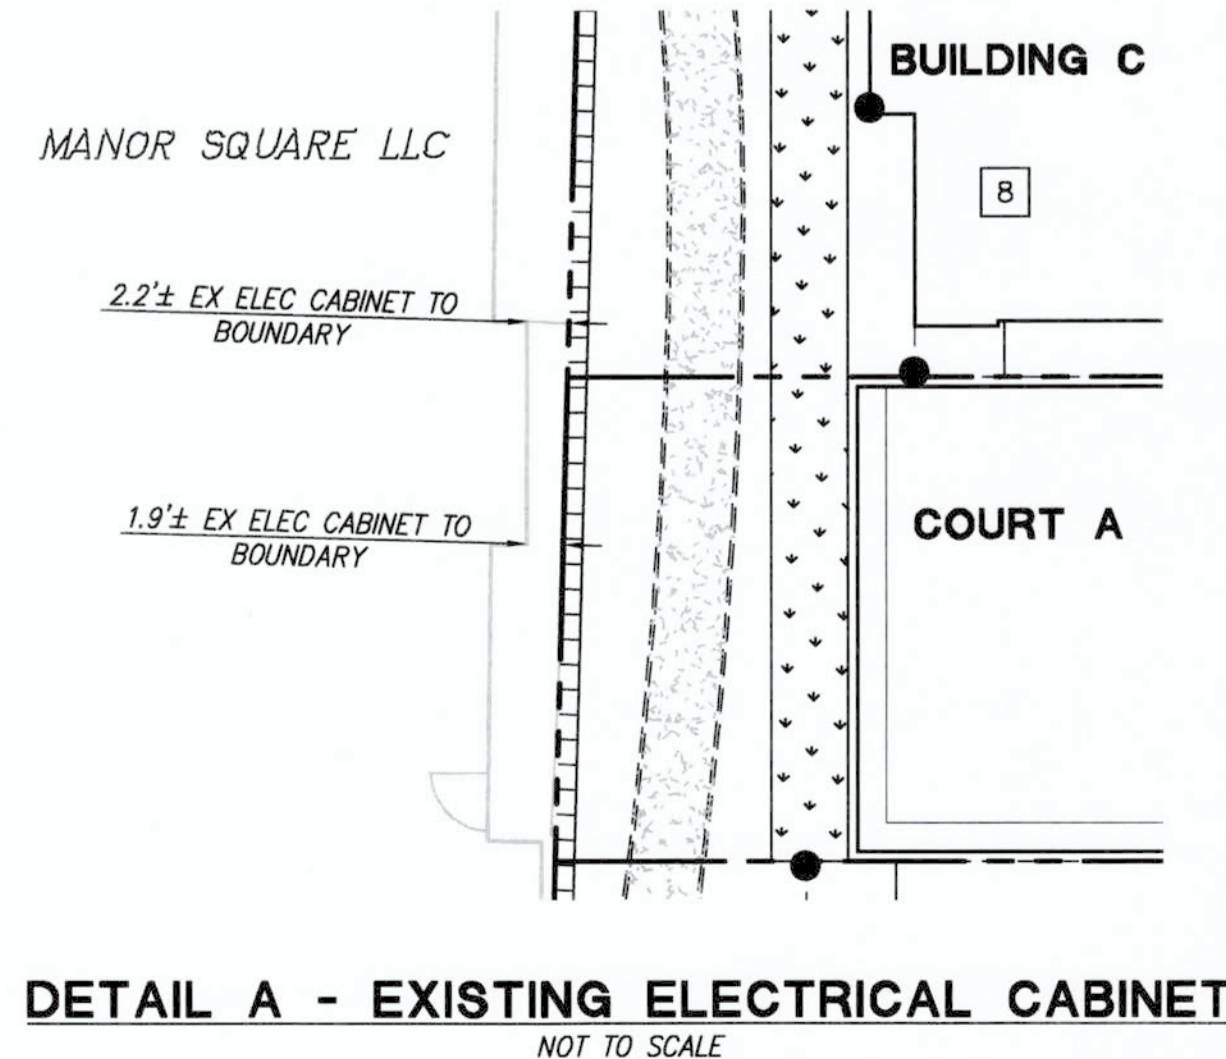 BUILDING C
MANOR SQUARE LLC
8
2.2'± EX ELEC CABINET TO
BOUNDARY
1.9'± EX ELEC CABINET TO
BOUNDARY
COURT A
DETAIL A - EXISTING ELECTRICAL CABINET
NOT TO SCALE